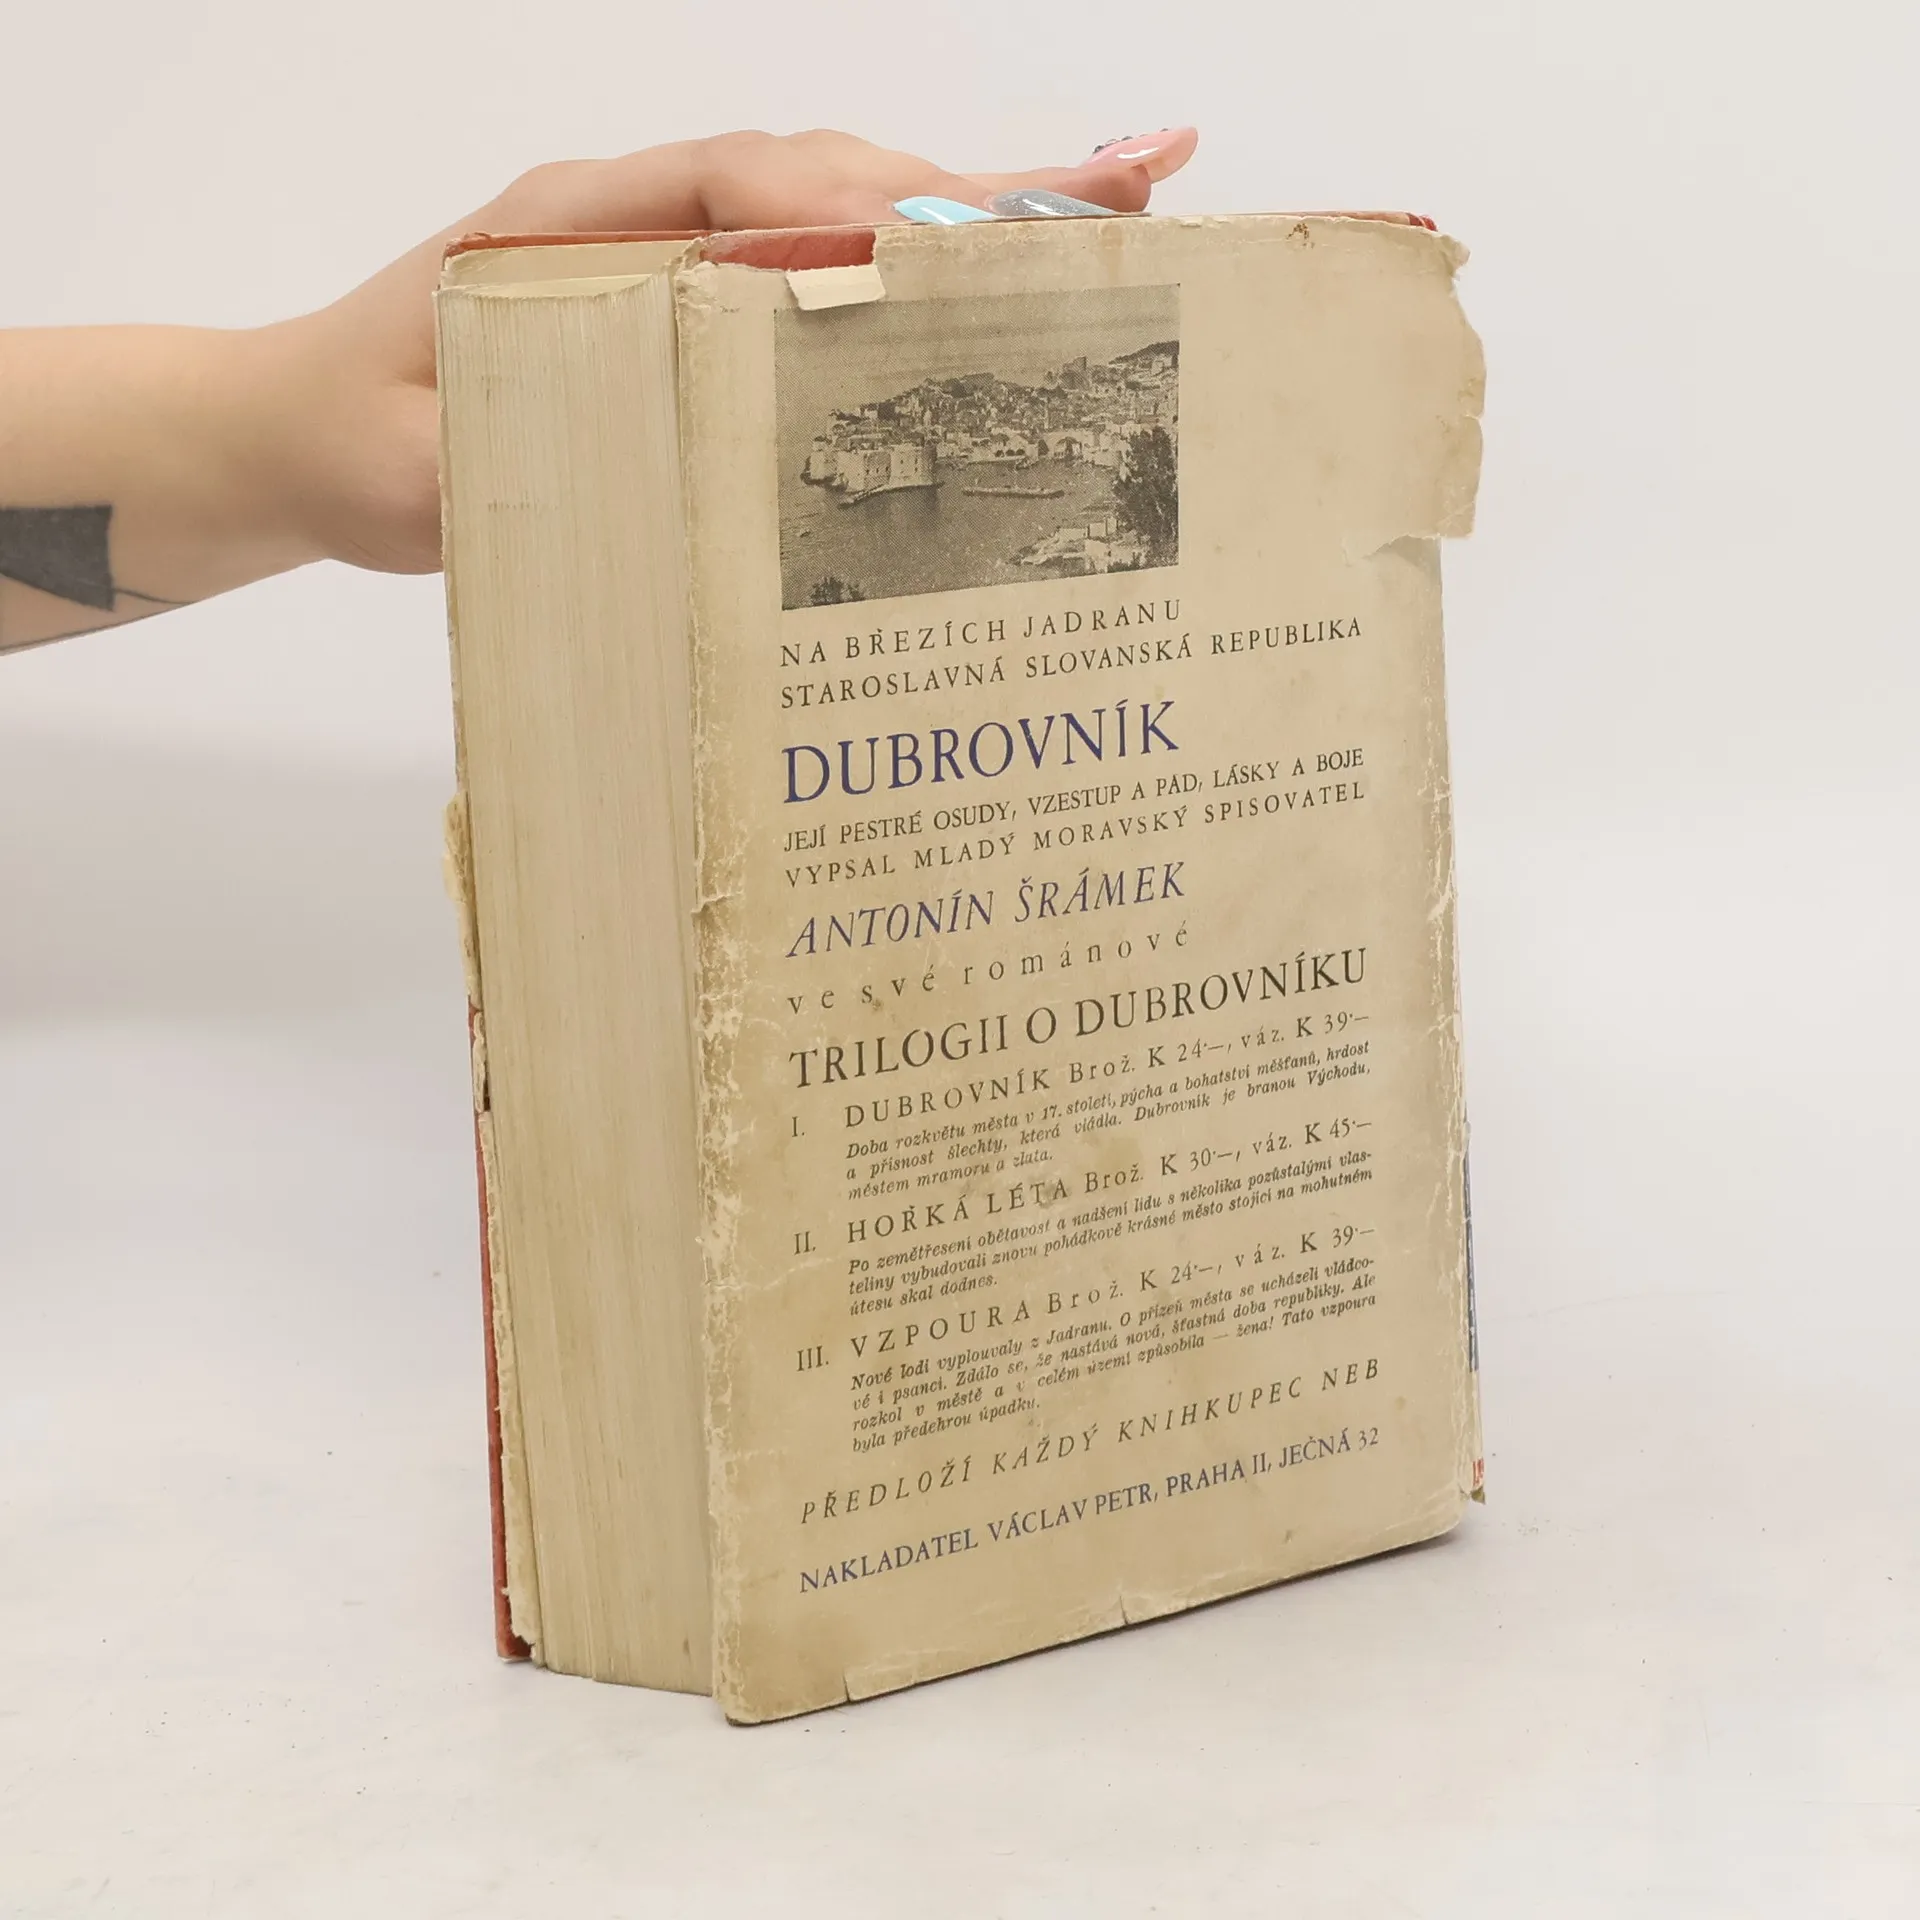 NA BŘEZÍCH JADRANU
STAROSLAVNÁ SLOVANSKÁ REPUBLIKA
DUBROVNÍK
JEJÍ PESTRÉ OSUDY, VZESTUP A PÁD, LÁSKY A BOJE
VYPSAL MLADÝ MORAVSKÝ SPISOVATEL
ANTONÍN ŠRÁMEK
ve své románové
TRILOGII O DUBROVNÍKU
I. DUBROVNÍK Brož. K 24·—, váz. K 39·—
Doba rozkvětu města v 17. století, pýcha a bohatství měšťanů, hrdost
a přísnost šlechty, která vládla. Dubrovník je branou Východu,
městem mramoru a zlata.
II. HOŘKÁ LÉTA Brož. K 30·—, váz. K 45·—
Po zemětřesení obětavost a nadšení lidu s několika pozůstalými vlas-
teliny vybudovali znovu pohádkově krásné město stojící na mohutném
útesu skal dodnes.
III. VZPOURA Brož. K 24·—, váz. K 39·—
Nové lodi vyplouvaly z Jadranu. O přízeň města se ucházeli vládco-
vé i psanci. Zdálo se, že nastává nová, šťastná doba republiky. Ale
rozkol v městě a v celém území způsobila — žena! Tato vzpoura
byla předehrou úpadku.
PŘEDLOŽÍ KAŽDÝ KNIHKUPEC NEB
NAKLADATEL VÁCLAV PETR, PRAHA II, JEČNÁ 32